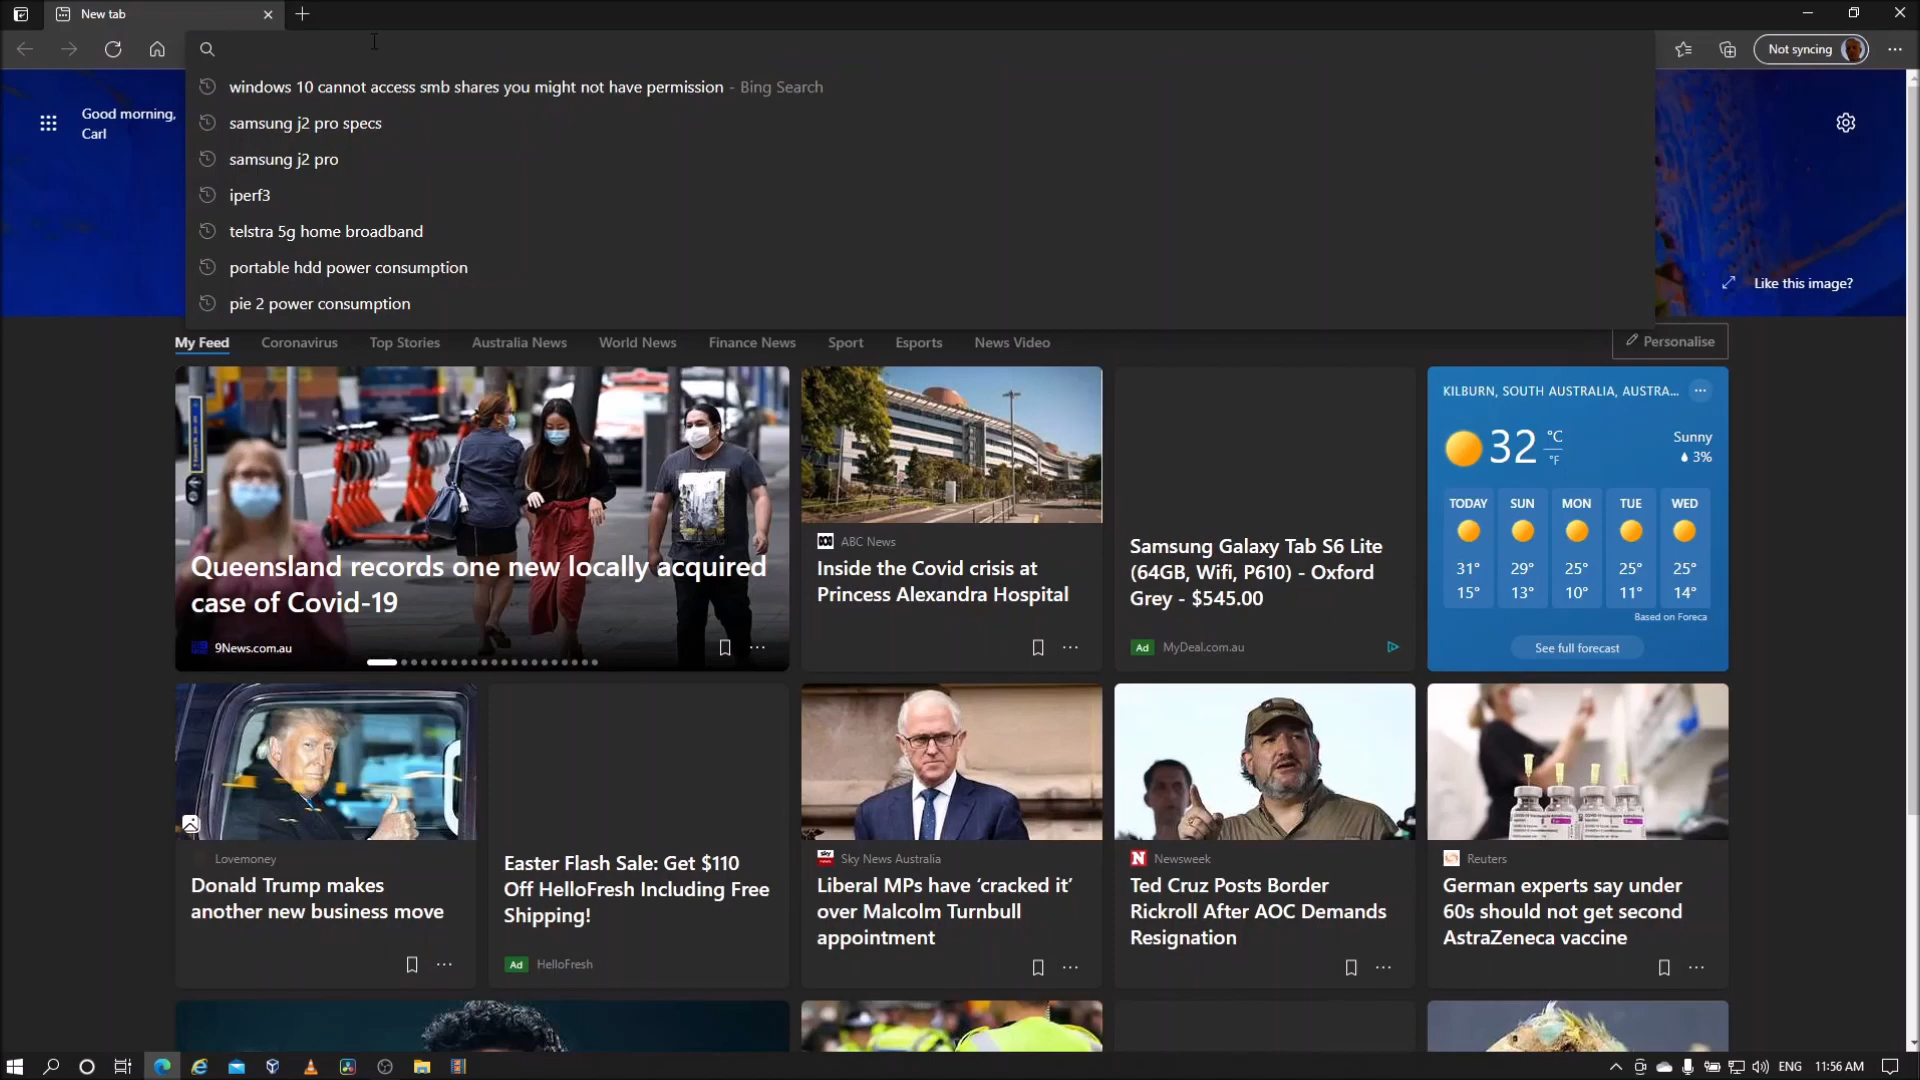 New tab
Not syncing
windows 10 cannot access smb shares you might not have permission - Bing Search
samsung j2 pro specs
samsung j2 pro
iperf3
telstra 5g home broadband
portable hdd power consumption
pie 2 power consumption
Good morning,
Carl
Like this image?
My Feed
Coronavirus
Top Stories
Australia News
World News
Finance News
Sport
Esports
News Video
Personalise
Queensland records one new locally acquired
case of Covid-19
9News.com.au
ABC News
Inside the Covid crisis at
Princess Alexandra Hospital
Samsung Galaxy Tab S6 Lite
(64GB, Wifi, P610) - Oxford
Grey - $545.00
Ad MyDeal.com.au
KILBURN, SOUTH AUSTRALIA, AUSTRA...
32 °C
°F
Sunny
3%
TODAY SUN MON TUE WED
31° 29° 25° 25° 25°
15° 13° 10° 11° 14°
Based on Foreca
See full forecast
Lovemoney
Donald Trump makes
another new business move
Easter Flash Sale: Get $110
Off HelloFresh Including Free
Shipping!
Ad HelloFresh
Sky News Australia
Liberal MPs have ‘cracked it’
over Malcolm Turnbull
appointment
N Newsweek
Ted Cruz Posts Border
Rickroll After AOC Demands
Resignation
Reuters
German experts say under
60s should not get second
AstraZeneca vaccine
ENG
11:56 AM